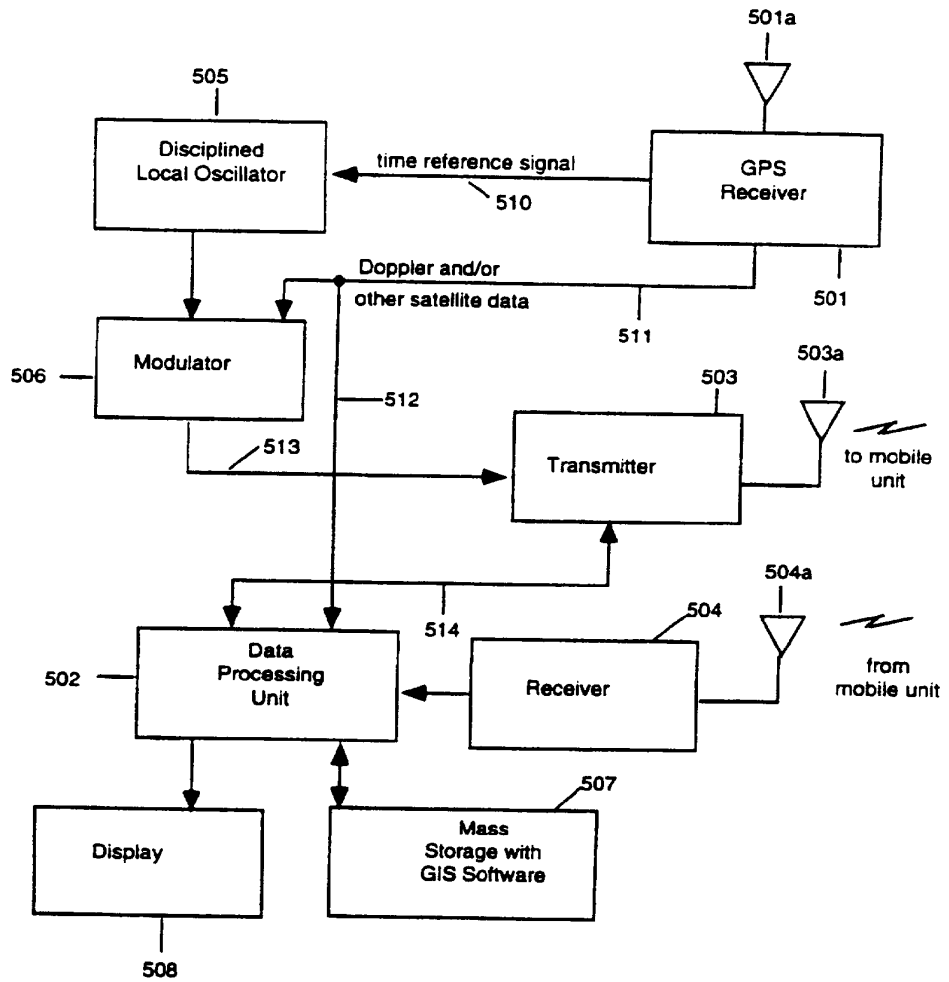 501a
505
Disciplined
Local Oscillator
time reference signal
510
GPS
Receiver
501
Doppler and/or
other satellite data
511
506
Modulator
512
503
503a
513
Transmitter
to mobile
unit
514
504
504a
502
Data
Processing
Unit
Receiver
from
mobile unit
507
Display
Mass
Storage with
GIS Software
508